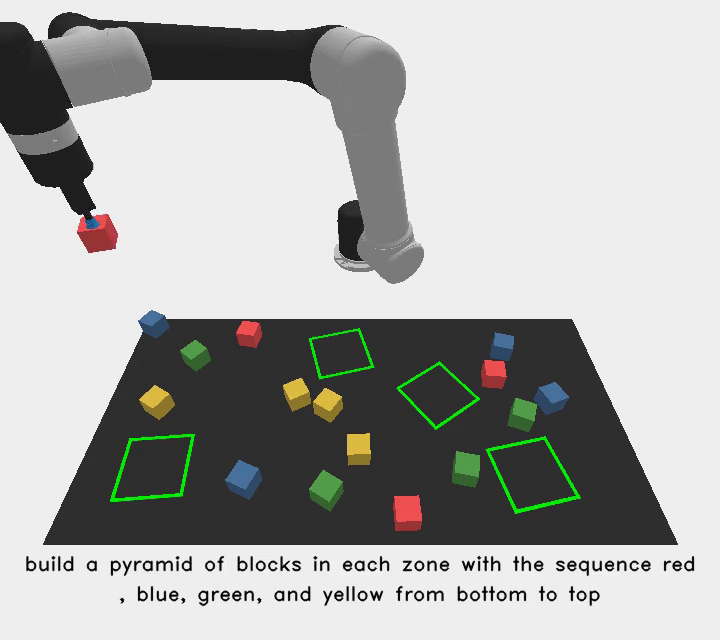 build a pyramid of blocks in each zone with the sequence red
, blue, green, and yellow from bottom to top